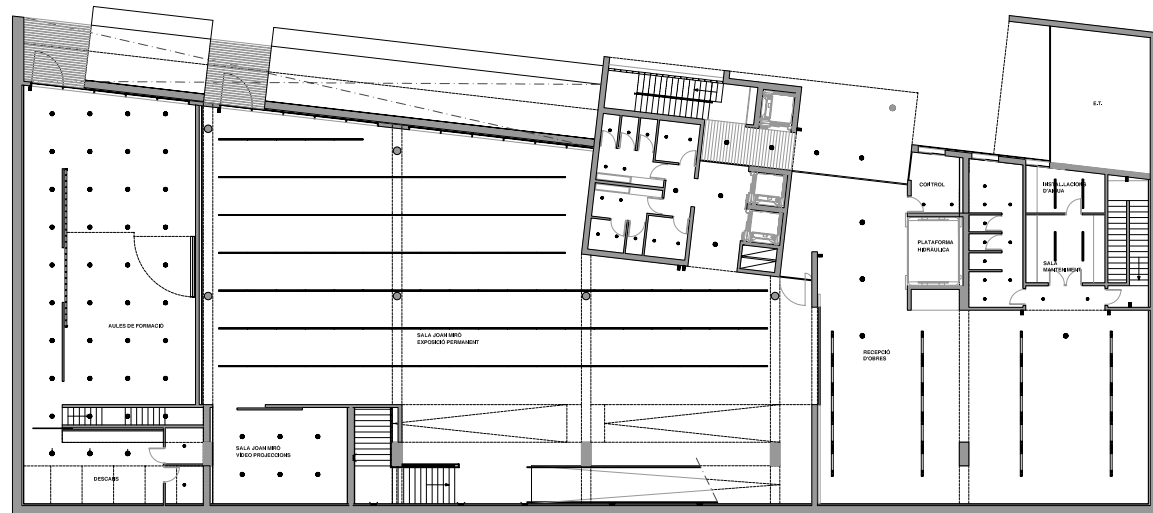 E.T.
CONTROL
INSTAL.LACIONS
D'AIGUA
PLATAFORMA
HIDRÀULICA
SALA
MANTENIMENT
AULES DE FORMACIÓ
SALA JOAN MIRÓ
EXPOSICIÓ PERMANENT
RECEPCIÓ
D'OBRES
SALA JOAN MIRÓ
VÍDEO PROJECCIONS
DESCANS